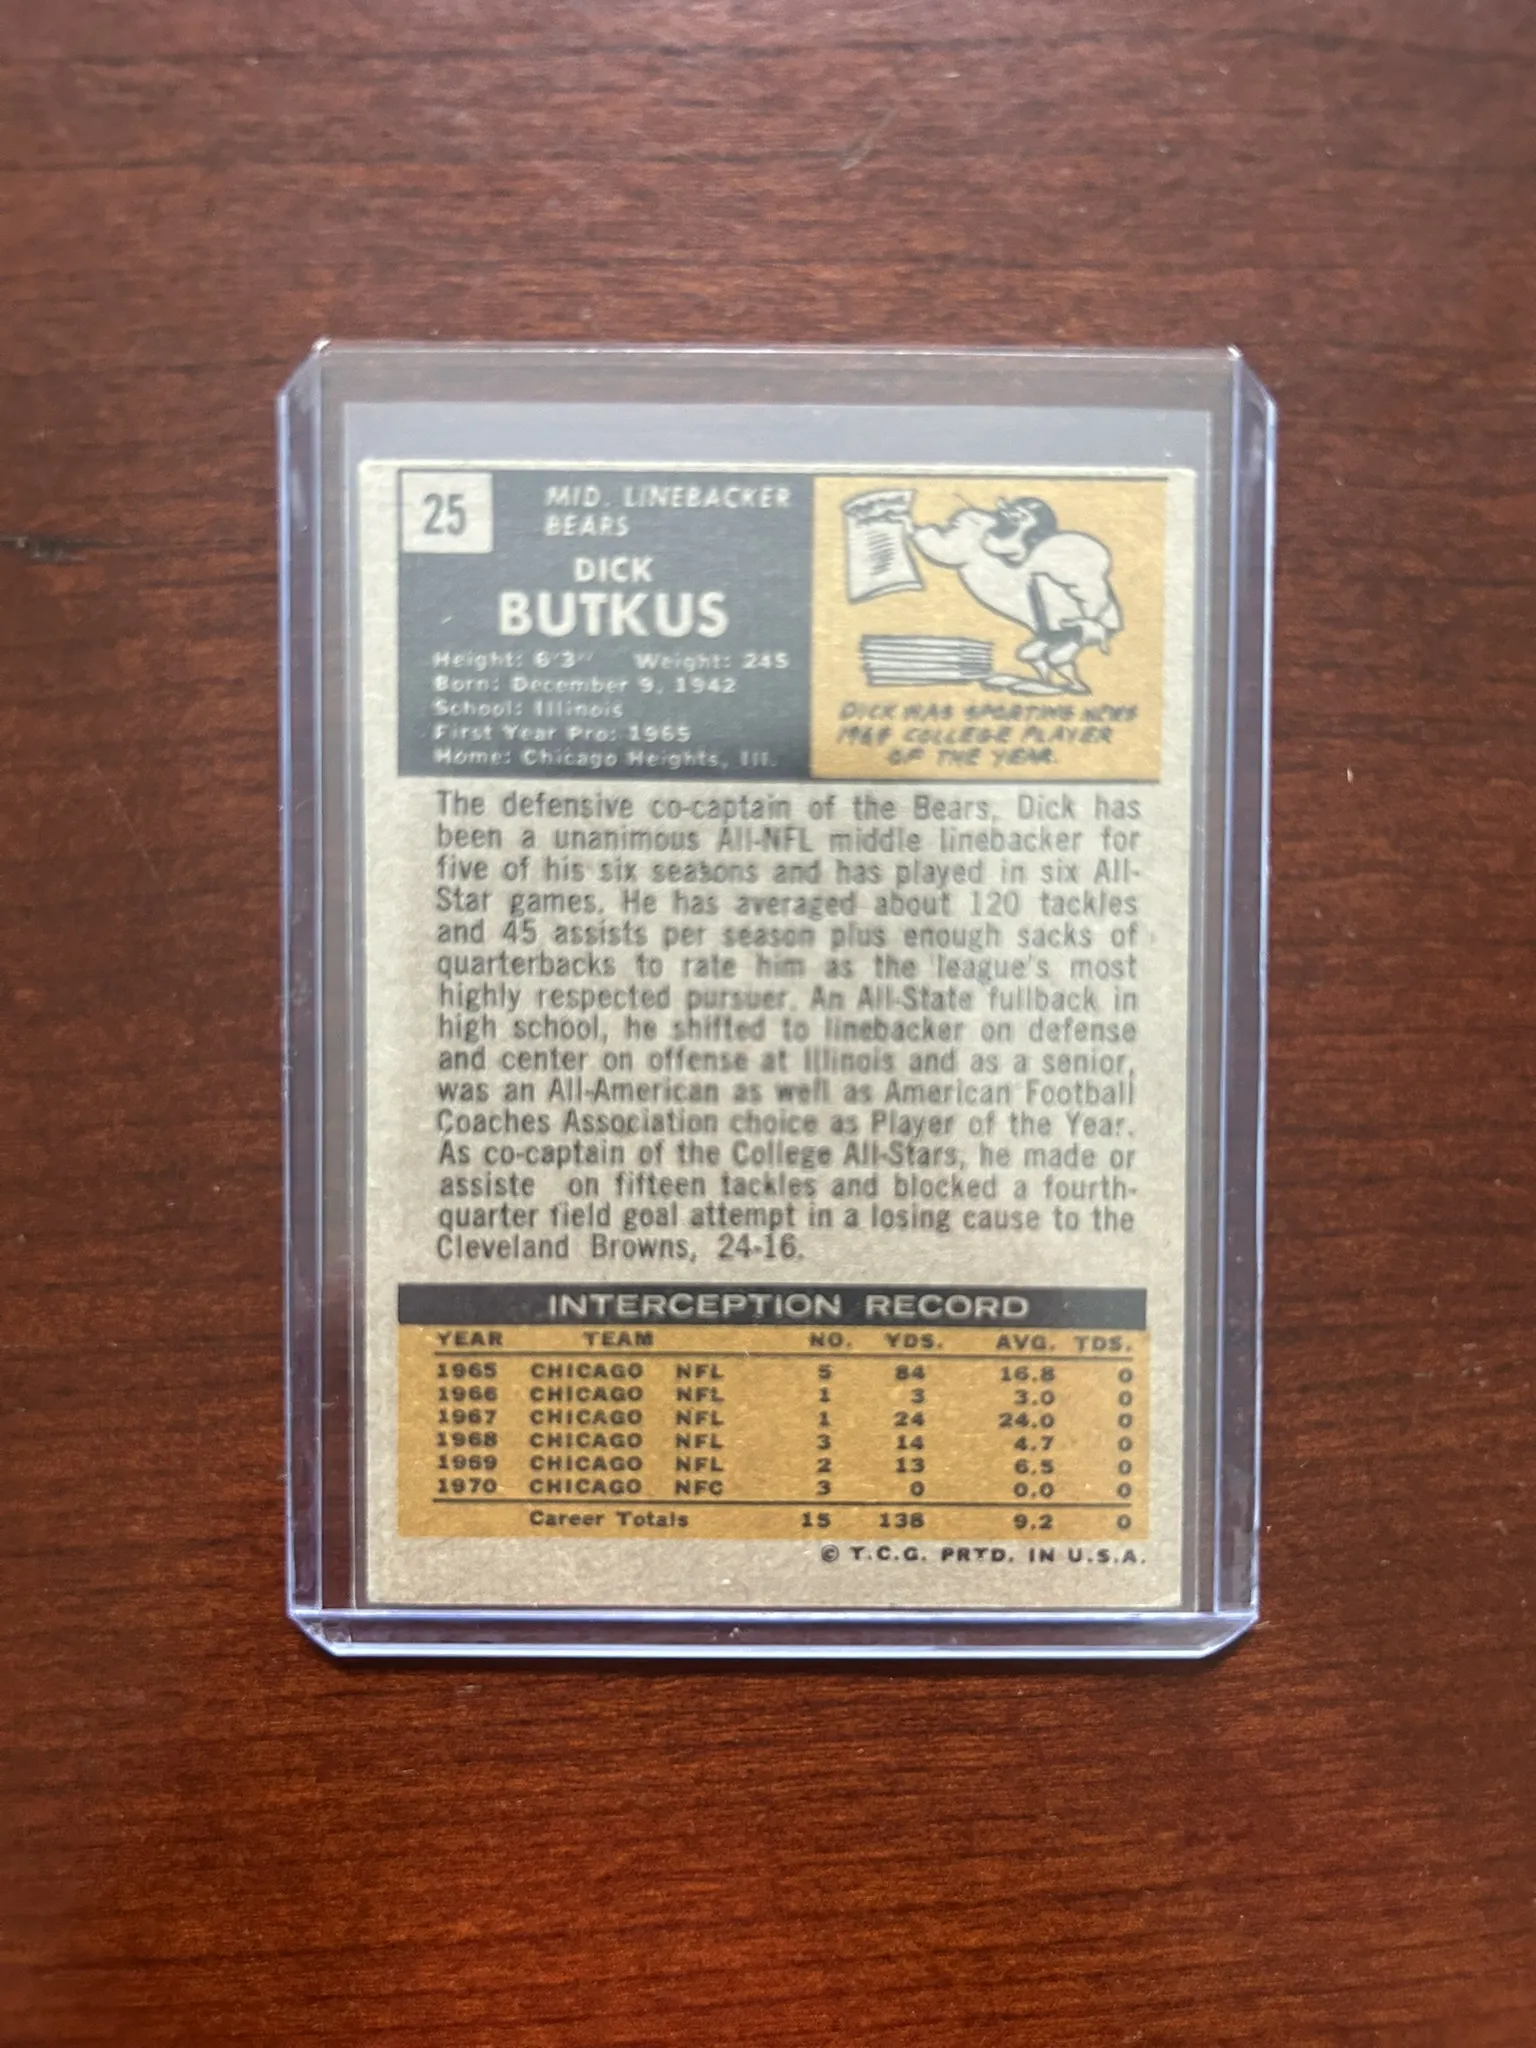 25
MID. LINEBACKER
BEARS
DICK
BUTKUS
Height: 6'3" Weight: 245
Born: December 9, 1942
School: Illinois
First Year Pro: 1965
Home: Chicago Heights, Ill.
DICK WAS SPORTING NEWS
1964 COLLEGE PLAYER
OF THE YEAR.
The defensive co-captain of the Bears, Dick has
been a unanimous All-NFL middle linebacker for
five of his six seasons and has played in six All-
Star games. He has averaged about 120 tackles
and 45 assists per season plus enough sacks of
quarterbacks to rate him as the league's most
highly respected pursuer. An All-State fullback in
high school, he shifted to linebacker on defense
and center on offense at Illinois and as a senior,
was an All-American as well as American Football
Coaches Association choice as Player of the Year.
As co-captain of the College All-Stars, he made or
assiste on fifteen tackles and blocked a fourth-
quarter field goal attempt in a losing cause to the
Cleveland Browns, 24-16.
INTERCEPTION RECORD
YEAR TEAM NO. YDS. AVG. TDS.
1965 CHICAGO NFL 5 84 16.8 0
1966 CHICAGO NFL 1 3 3.0 0
1967 CHICAGO NFL 1 24 24.0 0
1968 CHICAGO NFL 3 14 4.7 0
1969 CHICAGO NFL 2 13 6.5 0
1970 CHICAGO NFC 3 0 0.0 0
Career Totals 15 138 9.2 0
© T.C.G. PRTD. IN U.S.A.